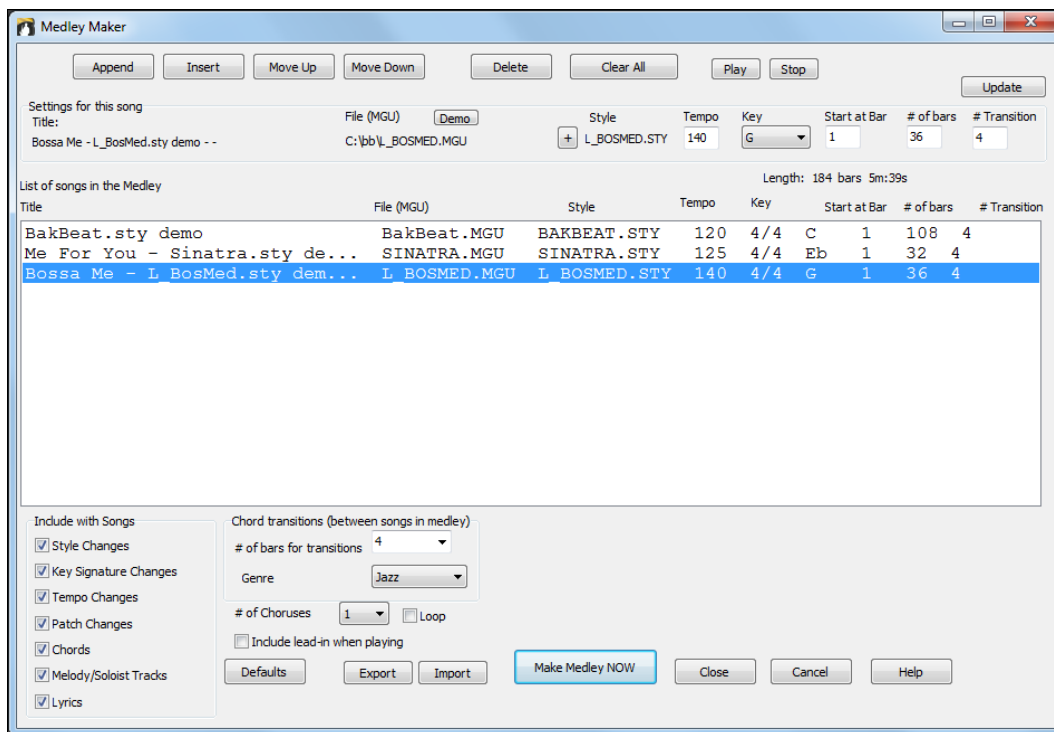 Medley Maker
Append Insert Move Up Move Down Delete Clear All Play Stop
Update
Settings for this song
Title: File (MGU) Demo Style Tempo Key Start at Bar # of bars # Transition
Bossa Me - L_BosMed.sty demo - - C:\bb\L_BOSMED.MGU + L_BOSMED.STY 140 G 1 36 4
Length: 184 bars 5m:39s
List of songs in the Medley
Title File (MGU) Style Tempo Key Start at Bar # of bars # Transition
BakBeat.sty demo BakBeat.MGU BAKBEAT.STY 120 4/4 C 1 108 4
Me For You - Sinatra.sty de... SINATRA.MGU SINATRA.STY 125 4/4 Eb 1 32 4
Bossa Me - L_BosMed.sty dem... L_BOSMED.MGU L_BOSMED.STY 140 4/4 G 1 36 4
Include with Songs
Style Changes
Key Signature Changes
Tempo Changes
Patch Changes
Chords
Melody/Soloist Tracks
Lyrics
Chord transitions (between songs in medley)
# of bars for transitions 4
Genre Jazz
# of Choruses 1 Loop
Include lead-in when playing
Defaults Export Import Make Medley NOW Close Cancel Help